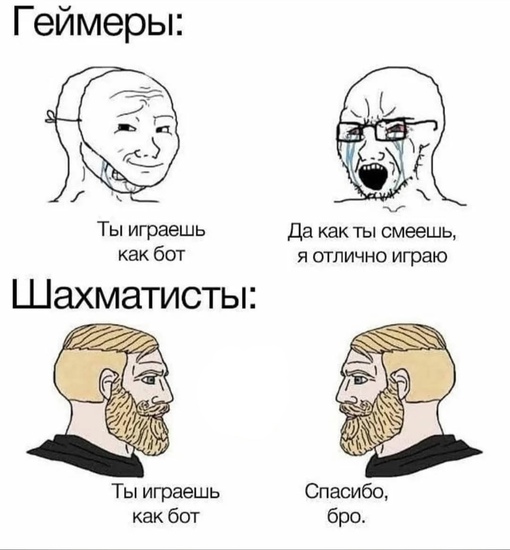 Геймеры:
Ты играешь
как бот
Да как ты смеешь,
я отлично играю
Шахматисты:
Ты играешь
как бот
Спасибо,
бро.